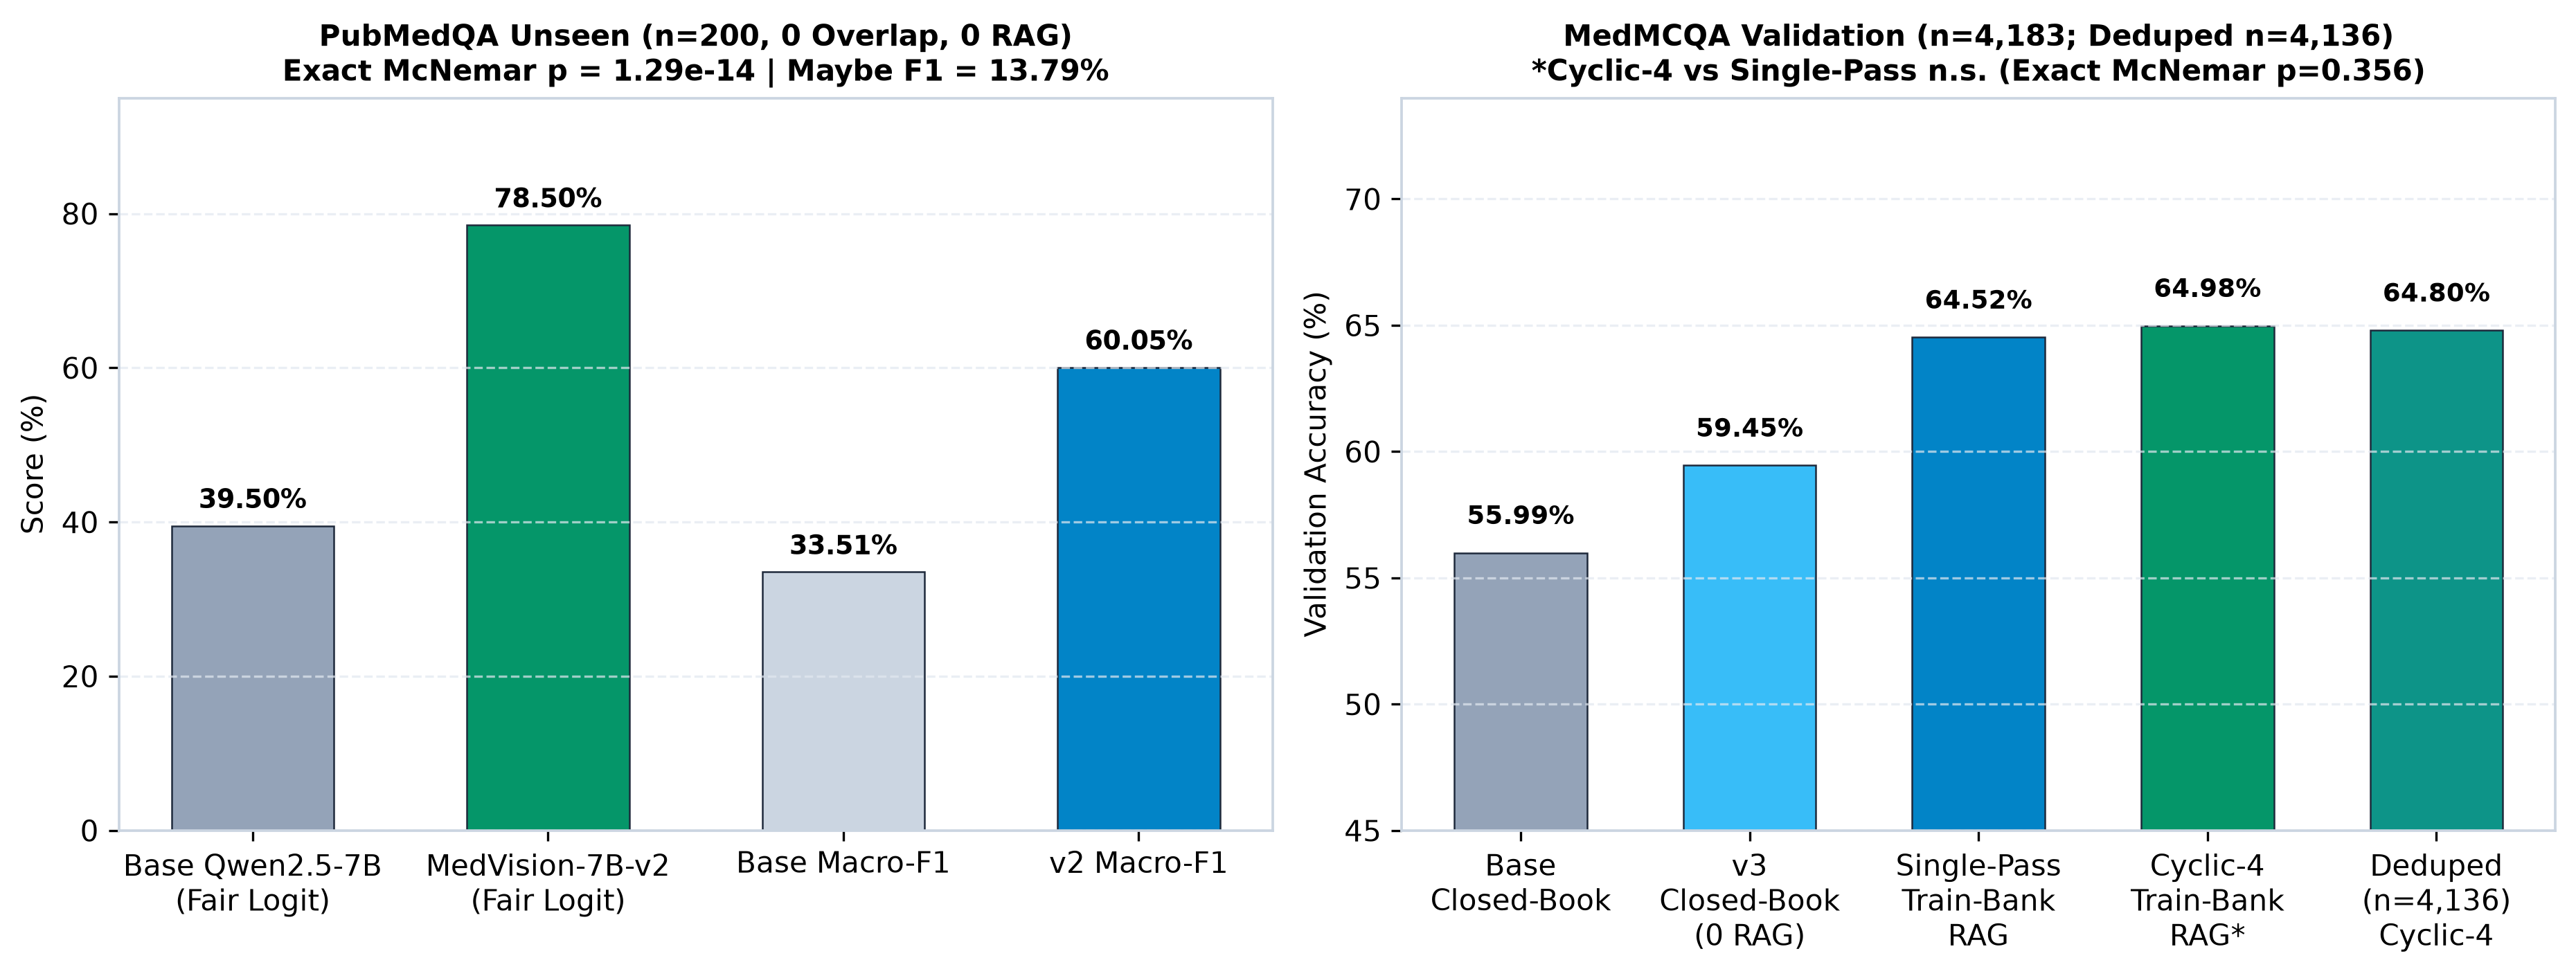 PubMedQA Unseen (n=200, 0 Overlap, 0 RAG)
Exact McNemar p = 1.29e-14 | Maybe F1 = 13.79%
Score (%)
80
60
40
20
0
39.50%
78.50%
33.51%
60.05%
Base Qwen2.5-7B
(Fair Logit)
MedVision-7B-v2
(Fair Logit)
Base Macro-F1
v2 Macro-F1
MedMCQA Validation (n=4,183; Deduped n=4,136)
*Cyclic-4 vs Single-Pass n.s. (Exact McNemar p=0.356)
Validation Accuracy (%)
70
65
60
55
50
45
55.99%
59.45%
64.52%
64.98%
64.80%
Base
Closed-Book
v3
Closed-Book
(0 RAG)
Single-Pass
Train-Bank
RAG
Cyclic-4
Train-Bank
RAG*
Deduped
(n=4,136)
Cyclic-4